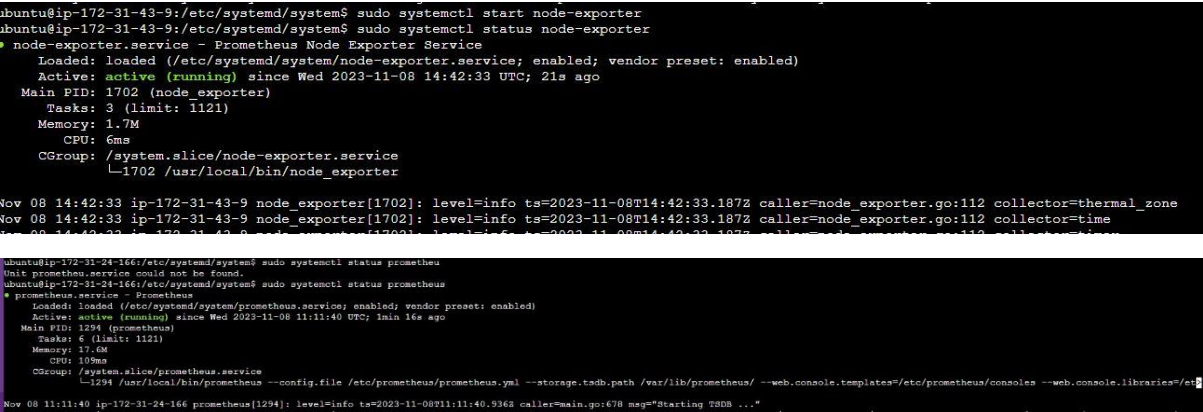 ubuntu@ip-172-31-43-9:/etc/systemd/system$ sudo systemctl start node-exporter
ubuntu@ip-172-31-43-9:/etc/systemd/system$ sudo systemctl status node-exporter
● node-exporter.service - Prometheus Node Exporter Service
Loaded: loaded (/etc/systemd/system/node-exporter.service; enabled; vendor preset: enabled)
Active: active (running) since Wed 2023-11-08 14:42:33 UTC; 21s ago
Main PID: 1702 (node_exporter)
Tasks: 3 (limit: 1121)
Memory: 1.7M
CPU: 6ms
CGroup: /system.slice/node-exporter.service
└─1702 /usr/local/bin/node_exporter
Nov 08 14:42:33 ip-172-31-43-9 node_exporter[1702]: level=info ts=2023-11-08T14:42:33.187Z caller=node_exporter.go:112 collector=thermal_zone
Nov 08 14:42:33 ip-172-31-43-9 node_exporter[1702]: level=info ts=2023-11-08T14:42:33.187Z caller=node_exporter.go:112 collector=time
ubuntu@ip-172-31-24-166:/etc/systemd/system$ sudo systemctl status prometheu
Unit prometheu.service could not be found.
ubuntu@ip-172-31-24-166:/etc/systemd/system$ sudo systemctl status prometheus
● prometheus.service - Prometheus
Loaded: loaded (/etc/systemd/system/prometheus.service; enabled; vendor preset: enabled)
Active: active (running) since Wed 2023-11-08 11:11:40 UTC; 1min 16s ago
Main PID: 1294 (prometheus)
Tasks: 6 (limit: 1121)
Memory: 17.6M
CPU: 109ms
CGroup: /system.slice/prometheus.service
└─1294 /usr/local/bin/prometheus --config.file /etc/prometheus/prometheus.yml --storage.tsdb.path /var/lib/prometheus/ --web.console.templates=/etc/prometheus/consoles --web.console.libraries=/et>
Nov 08 11:11:40 ip-172-31-24-166 prometheus[1294]: level=info ts=2023-11-08T11:11:40.936Z caller=main.go:678 msg="Starting TSDB ..."